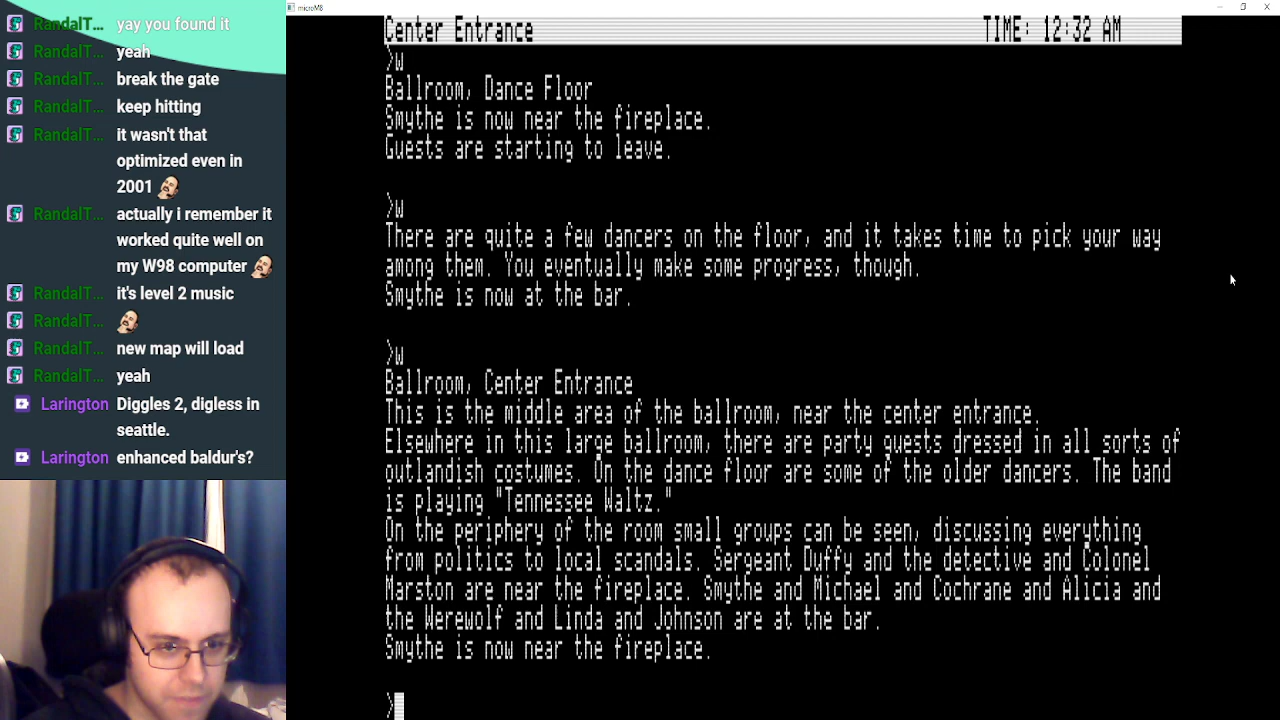 RandalT... yay you found it
RandalT... yeah
RandalT... break the gate
RandalT... keep hitting
RandalT... it wasn't that
optimized even in
2001
RandalT... actually i remember it
worked quite well on
my W98 computer
RandalT... it's level 2 music
RandalT...
RandalT... new map will load
RandalT... yeah
Larington Diggles 2, digless in
seattle.
Larington enhanced baldur's?
microM8
Center Entrance TIME: 12:32 AM
>w
Ballroom, Dance Floor
Smythe is now near the fireplace.
Guests are starting to leave.
>w
There are quite a few dancers on the floor, and it takes time to pick your way
among them. You eventually make some progress, though.
Smythe is now at the bar.
>w
Ballroom, Center Entrance
This is the middle area of the ballroom, near the center entrance.
Elsewhere in this large ballroom, there are party guests dressed in all sorts of
outlandish costumes. On the dance floor are some of the older dancers. The band
is playing "Tennessee Waltz."
On the periphery of the room small groups can be seen, discussing everything
from politics to local scandals. Sergeant Duffy and the detective and Colonel
Marston are near the fireplace. Smythe and Michael and Cochrane and Alicia and
the Werewolf and Linda and Johnson are at the bar.
Smythe is now near the fireplace.
>